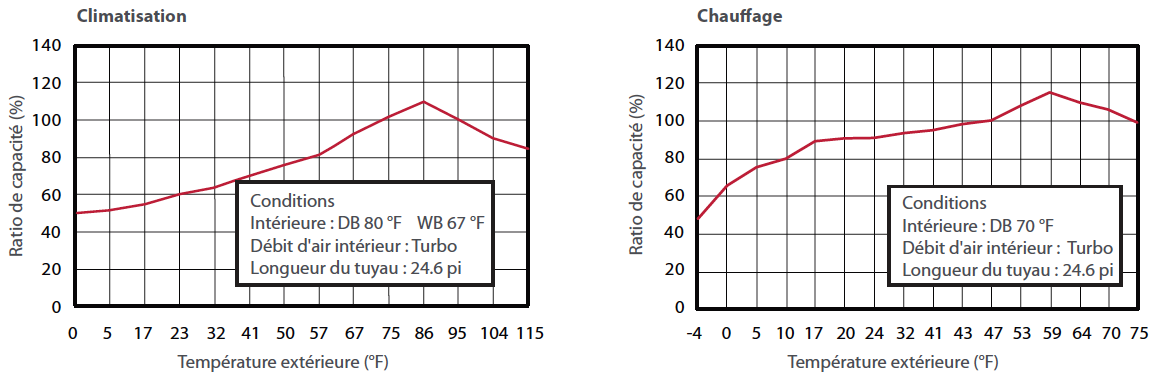 Climatisation
Ratio de capacité (%)
140
120
100
80
60
40
20
0
0 5 17 23 32 41 50 57 67 75 86 95 104 115
Température extérieure (°F)
Conditions
Intérieure : DB 80 °F WB 67 °F
Débit d'air intérieur : Turbo
Longueur du tuyau : 24.6 pi
Chauffage
Ratio de capacité (%)
140
120
100
80
60
40
20
0
-4 0 5 10 17 20 24 32 41 43 47 53 59 64 70 75
Température extérieure (°F)
Conditions
Intérieure : DB 70 °F
Débit d'air intérieur : Turbo
Longueur du tuyau : 24.6 pi